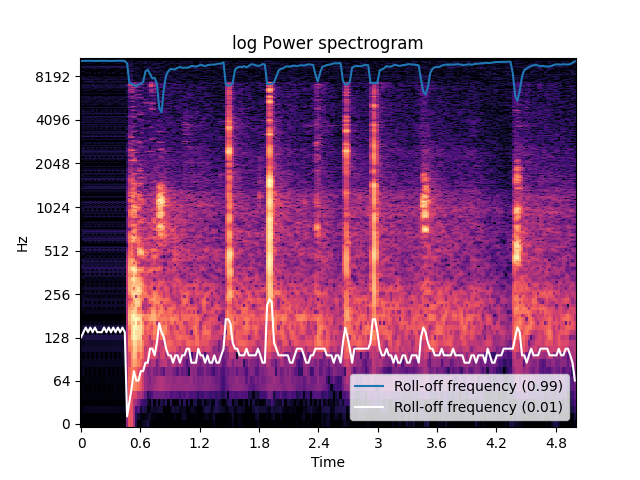 log Power spectrogram
8192
4096
2048
1024
512
256
128
64
0
Hz
Roll-off frequency (0.99)
Roll-off frequency (0.01)
0 0.6 1.2 1.8 2.4 3 3.6 4.2 4.8
Time